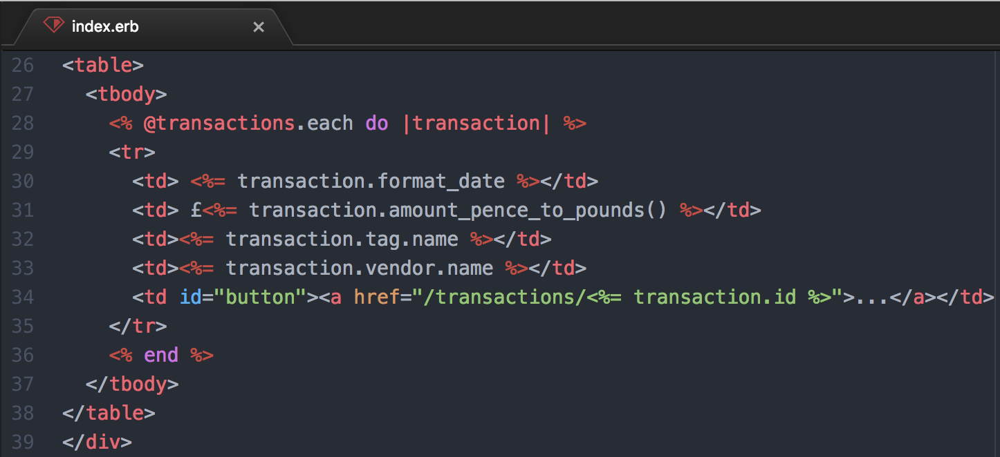 index.erb ×
26 <table>
27   <tbody>
28     <% @transactions.each do |transaction| %>
29     <tr>
30       <td> <%= transaction.format_date %></td>
31       <td> £<%= transaction.amount_pence_to_pounds() %></td>
32       <td><%= transaction.tag.name %></td>
33       <td><%= transaction.vendor.name %></td>
34       <td id="button"><a href="/transactions/<%= transaction.id %>">...</a></td>
35     </tr>
36     <% end %>
37   </tbody>
38 </table>
39 </div>